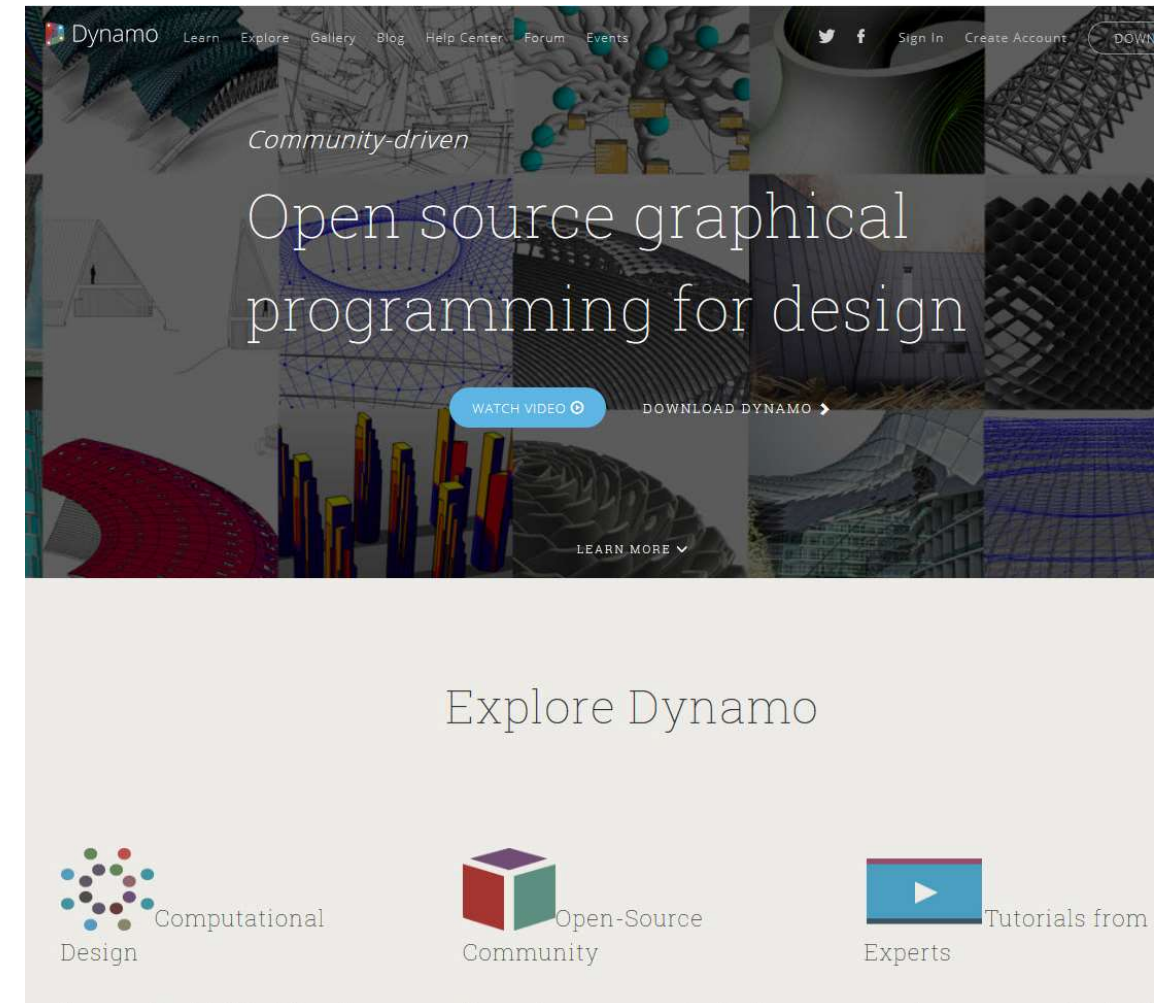 Dynamo Learn Explore Gallery Blog Help Center Forum Events Sign In Create Account DOWN
Community-driven
Open source graphical
programming for design
WATCH VIDEO DOWNLOAD DYNAMO
LEARN MORE
Explore Dynamo
Computational
Design
Open-Source
Community
Tutorials from
Experts